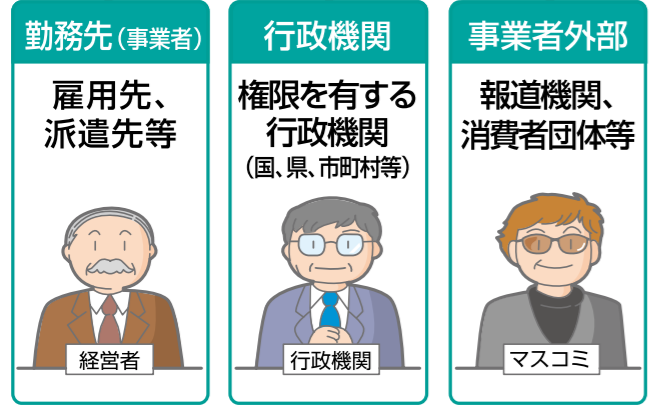 勤務先（事業者）
雇用先、
派遣先等
経営者
行政機関
権限を有する
行政機関
（国、県、市町村等）
行政機関
事業者外部
報道機関、
消費者団体等
マスコミ